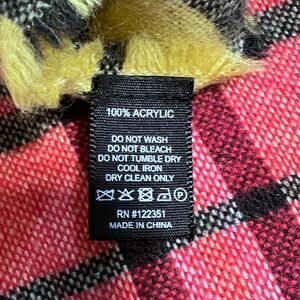 100% ACRYLIC
DO NOT WASH
DO NOT BLEACH
DO NOT TUMBLE DRY
COOL IRON
DRY CLEAN ONLY
RN #122351
MADE IN CHINA